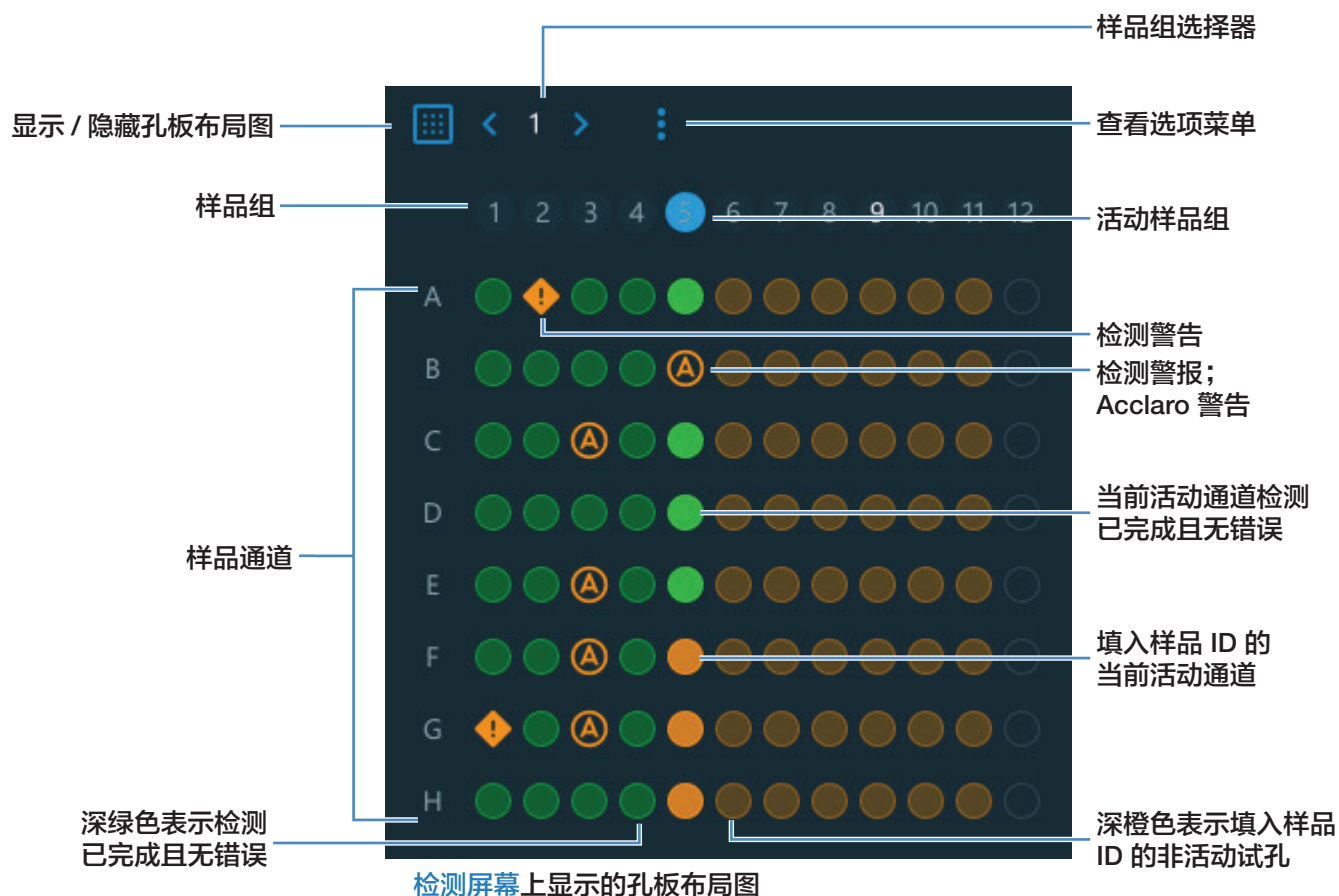 样品组选择器
显示 / 隐藏孔板布局图
1
查看选项菜单
样品组
1 2 3 4 5 6 7 8 9 10 11 12
活动样品组
A
!
检测警告
B
A
检测警报；
Acclaro 警告
C
A
D
当前活动通道检测
已完成且无错误
样品通道
E
A
F
A
填入样品 ID 的
当前活动通道
G
! A
H
深绿色表示检测
已完成且无错误
深橙色表示填入样品
ID 的非活动试孔
检测屏幕上显示的孔板布局图